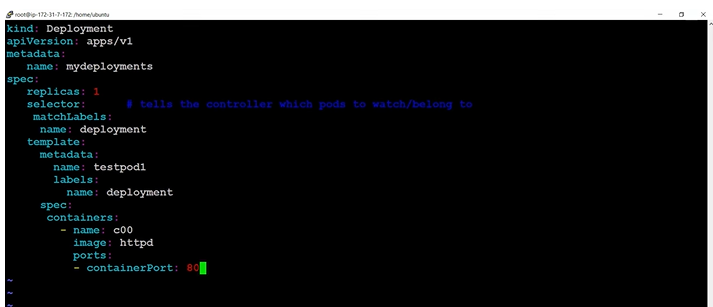 root@ip-172-31-7-172: /home/ubuntu
kind: Deployment
apiVersion: apps/v1
metadata:
   name: mydeployments
spec:
   replicas: 1
   selector:      # tells the controller which pods to watch/belong to
    matchLabels:
     name: deployment
   template:
     metadata:
       name: testpod1
       labels:
         name: deployment
     spec:
      containers:
        - name: c00
          image: httpd
          ports:
          - containerPort: 80
~
~
~